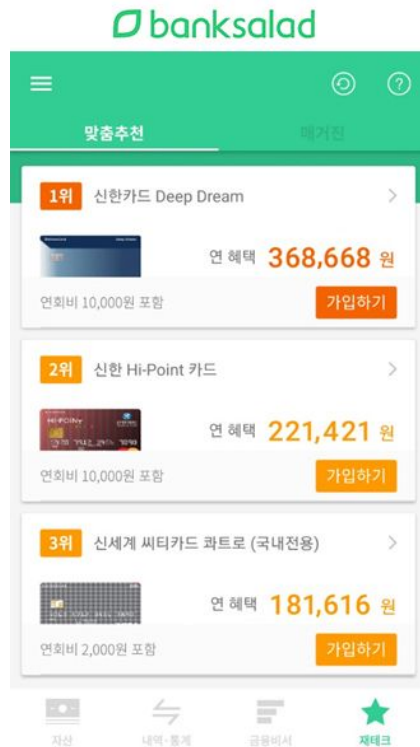 banksalad
맞춤추천
매거진
1위 신한카드 Deep Dream
연 혜택 368,668 원
연회비 10,000원 포함
가입하기
2위 신한 Hi-Point 카드
HI-POINT
연 혜택 221,421 원
연회비 10,000원 포함
가입하기
3위 신세계 씨티카드 콰트로 (국내전용)
연 혜택 181,616 원
연회비 2,000원 포함
가입하기
자산
내역·통계
금융비서
재테크